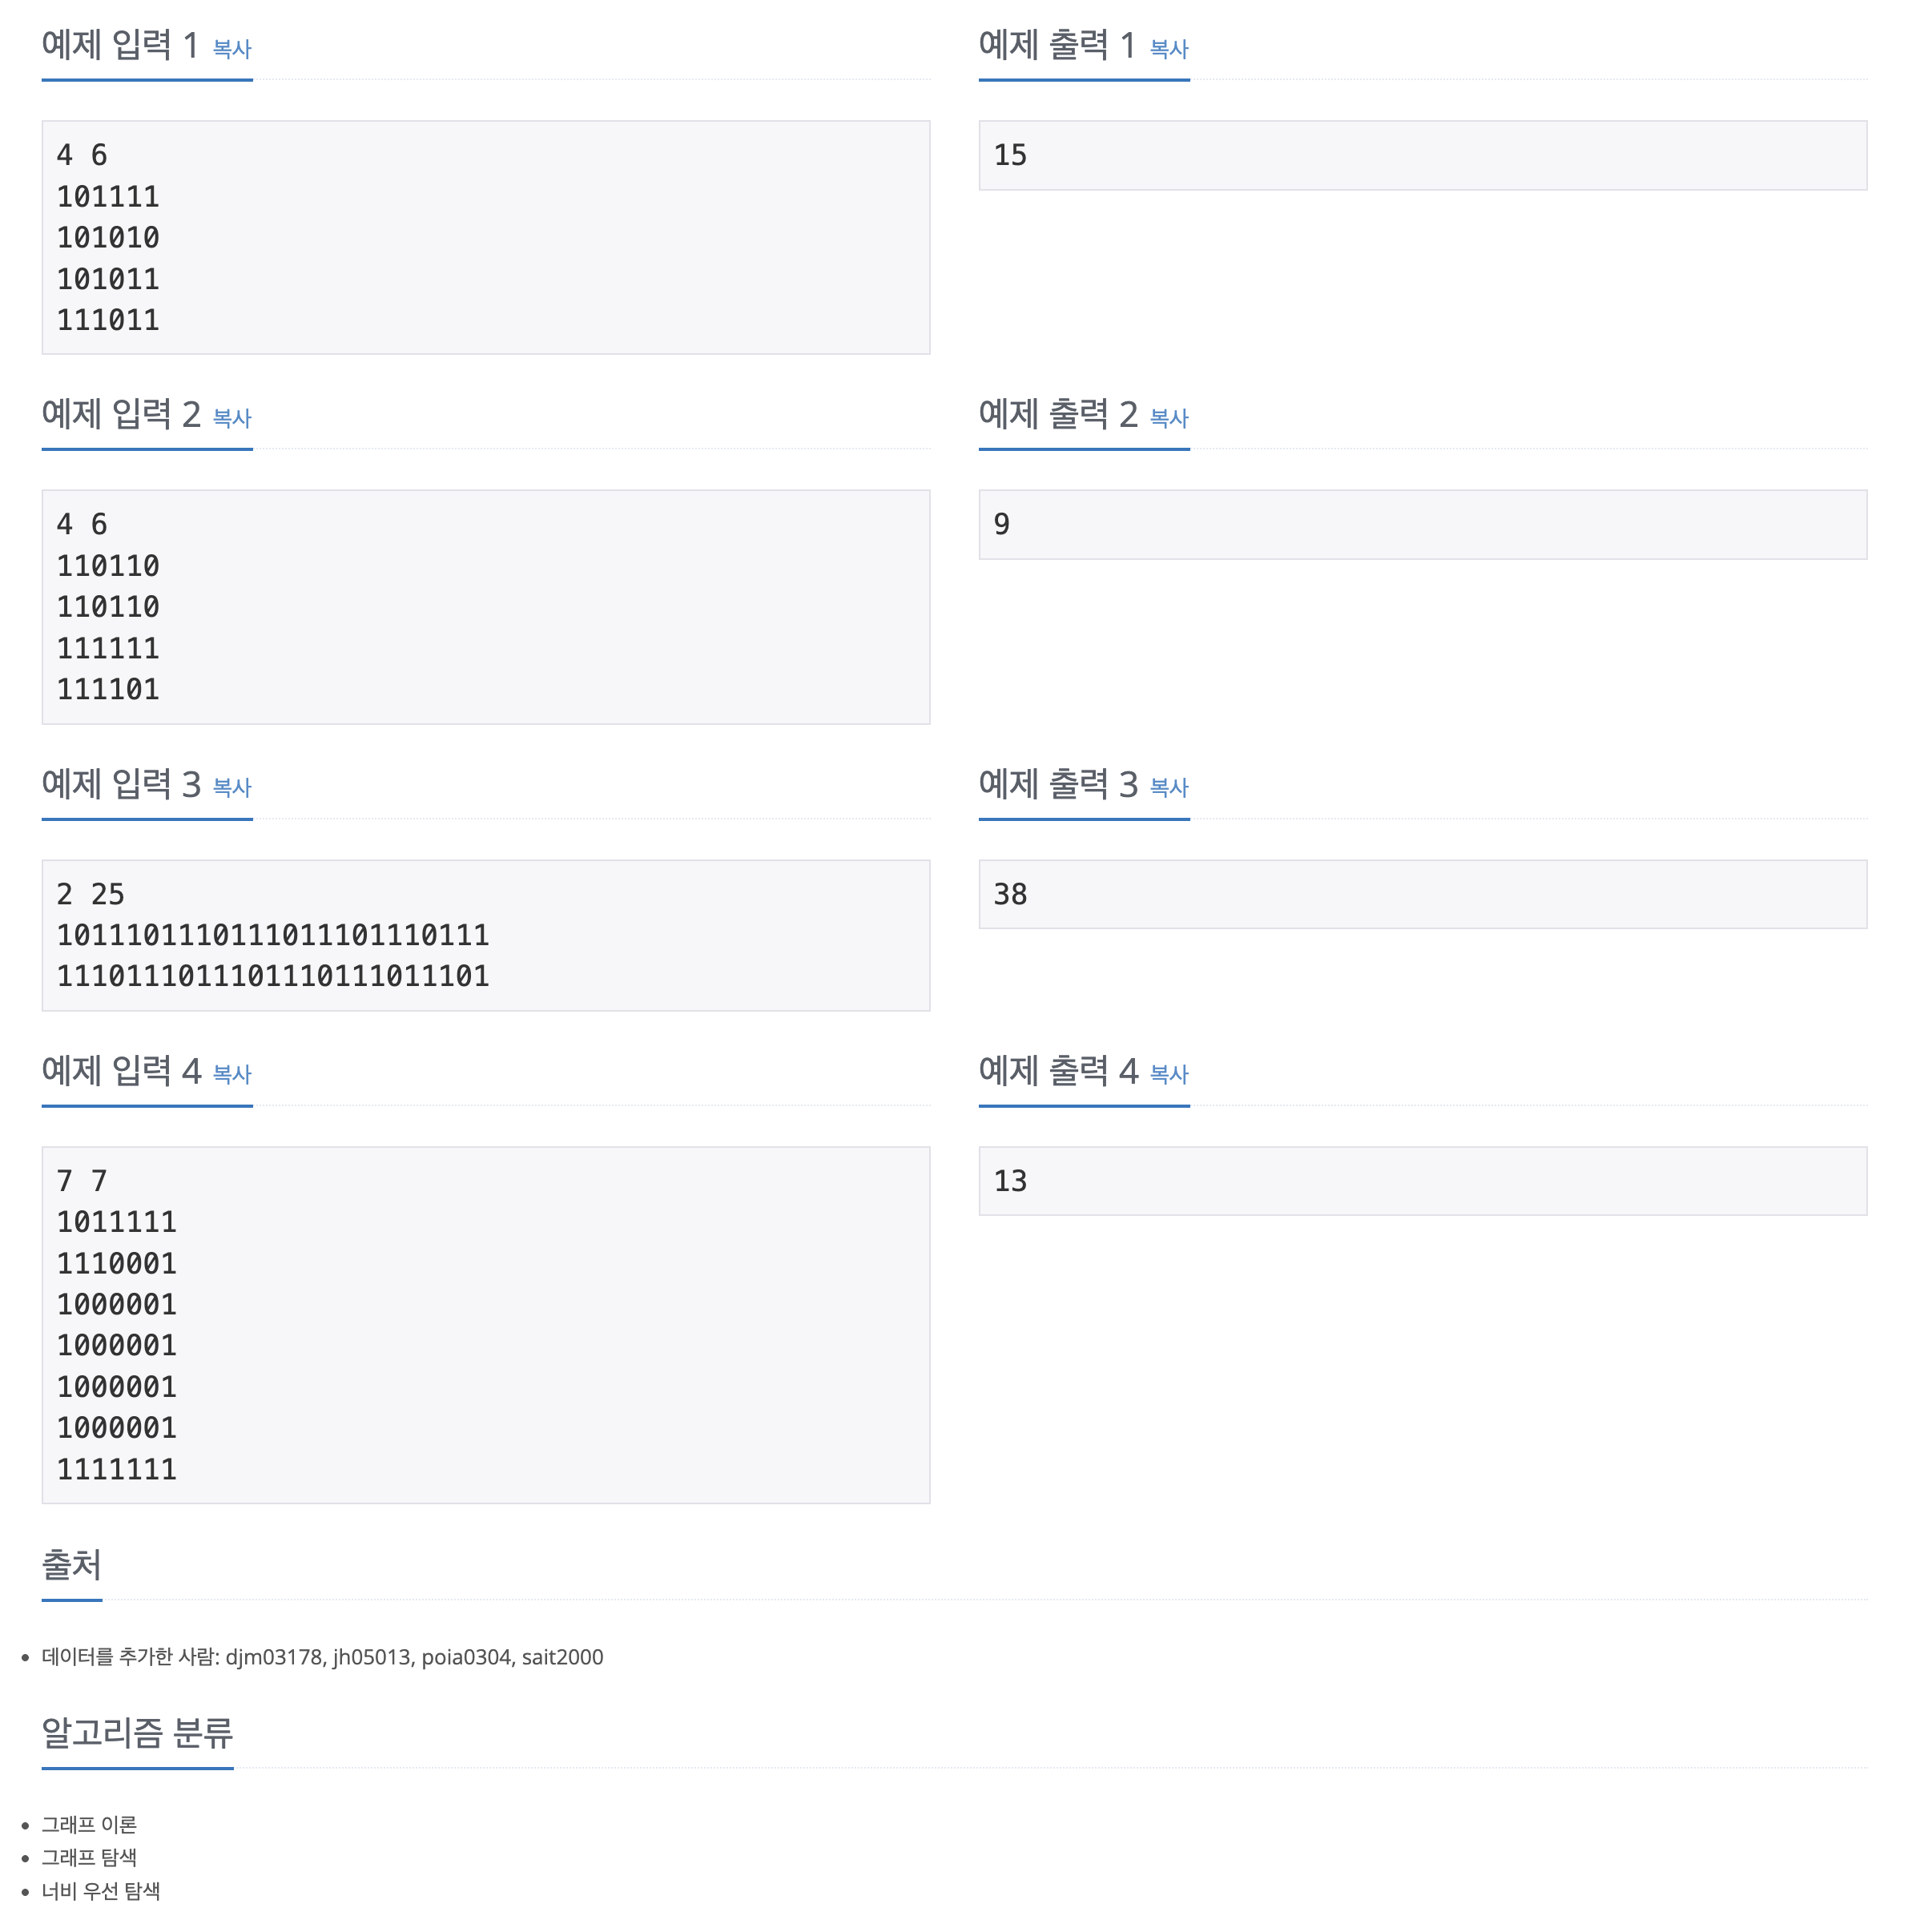 예제 입력 1 복사
4 6
101111
101010
101011
111011
예제 출력 1 복사
15
예제 입력 2 복사
4 6
110110
110110
111111
111101
예제 출력 2 복사
9
예제 입력 3 복사
2 25
1011101110111011101110111
1110111011101110111011101
예제 출력 3 복사
38
예제 입력 4 복사
7 7
1011111
1110001
1000001
1000001
1000001
1000001
1111111
예제 출력 4 복사
13
출처
데이터를 추가한 사람: djm03178, jh05013, poia0304, sait2000
알고리즘 분류
그래프 이론
그래프 탐색
너비 우선 탐색